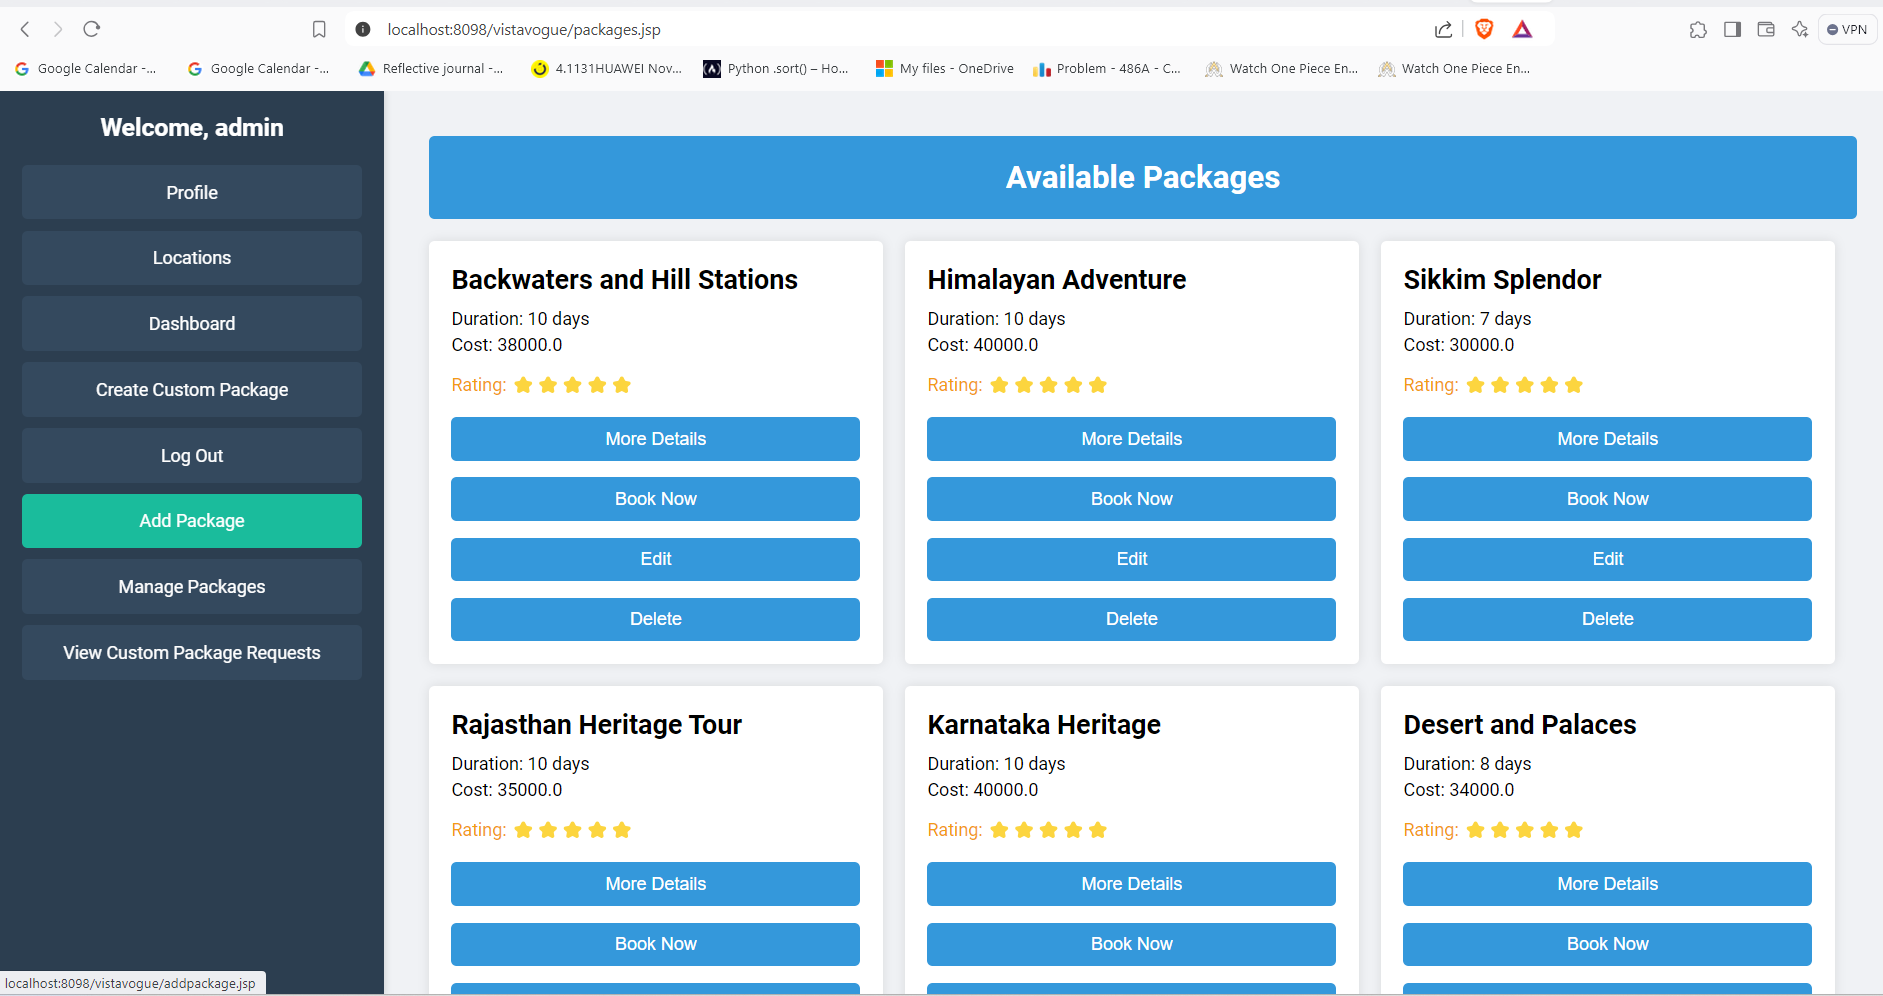 localhost:8098/vistavogue/packages.jsp
VPN
Google Calendar -...
Google Calendar -...
Reflective journal -...
4.1131HUAWEI Nov...
Python .sort() – Ho...
My files - OneDrive
Problem - 486A - C...
Watch One Piece En...
Watch One Piece En...
Welcome, admin
Profile
Locations
Dashboard
Create Custom Package
Log Out
Add Package
Manage Packages
View Custom Package Requests
Available Packages
Backwaters and Hill Stations
Duration: 10 days
Cost: 38000.0
Rating:
More Details
Book Now
Edit
Delete
Himalayan Adventure
Duration: 10 days
Cost: 40000.0
Rating:
More Details
Book Now
Edit
Delete
Sikkim Splendor
Duration: 7 days
Cost: 30000.0
Rating:
More Details
Book Now
Edit
Delete
Rajasthan Heritage Tour
Duration: 10 days
Cost: 35000.0
Rating:
More Details
Book Now
Karnataka Heritage
Duration: 10 days
Cost: 40000.0
Rating:
More Details
Book Now
Desert and Palaces
Duration: 8 days
Cost: 34000.0
Rating:
More Details
Book Now
localhost:8098/vistavogue/addpackage.jsp